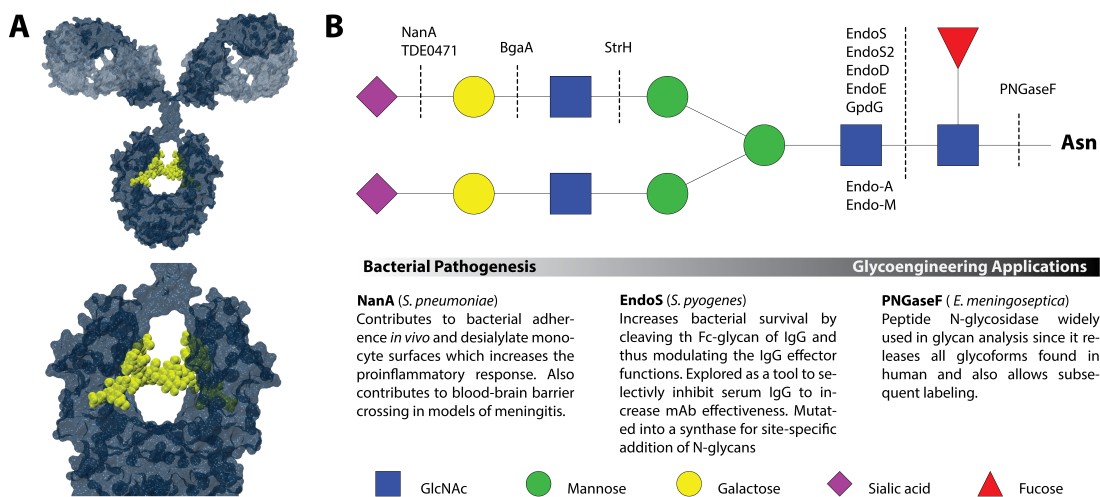 A
B
NanA
TDE0471
BgaA
StrH
EndoS
EndoS2
EndoD
EndoE
GpdG
PNGaseF
Asn
Endo-A
Endo-M
Bacterial Pathogenesis
Glycoengineering Applications
NanA (S. pneumoniae)
Contributes to bacterial adher-
ence in vivo and desialylate mono-
cyte surfaces which increases the
proinflammatory response. Also
contributes to blood-brain barrier
crossing in models of meningitis.
EndoS (S. pyogenes)
Increases bacterial survival by
cleaving th Fc-glycan of IgG and
thus modulating the IgG effector
functions. Explored as a tool to se-
lectivly inhibit serum IgG to in-
crease mAb effectiveness. Mutat-
ed into a synthase for site-specific
addition of N-glycans
PNGaseF ( E. meningoseptica)
Peptide N-glycosidase widely
used in glycan analysis since it re-
leases all glycoforms found in
human and also allows subse-
quent labeling.
GlcNAc
Mannose
Galactose
Sialic acid
Fucose